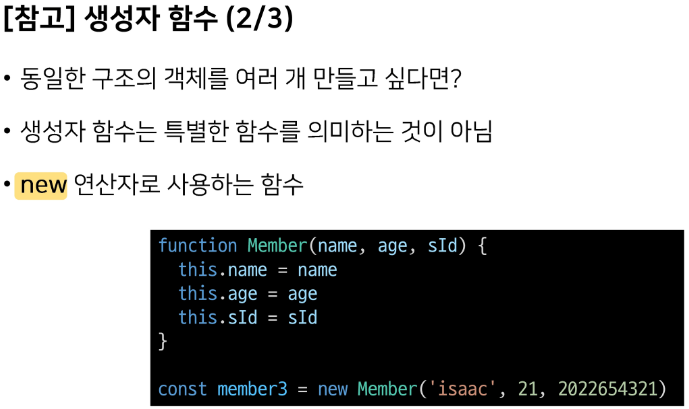 [참고] 생성자 함수 (2/3)
• 동일한 구조의 객체를 여러 개 만들고 싶다면?
• 생성자 함수는 특별한 함수를 의미하는 것이 아님
• new 연산자로 사용하는 함수
function Member(name, age, sId) {
  this.name = name
  this.age = age
  this.sId = sId
}
const member3 = new Member('isaac', 21, 2022654321)